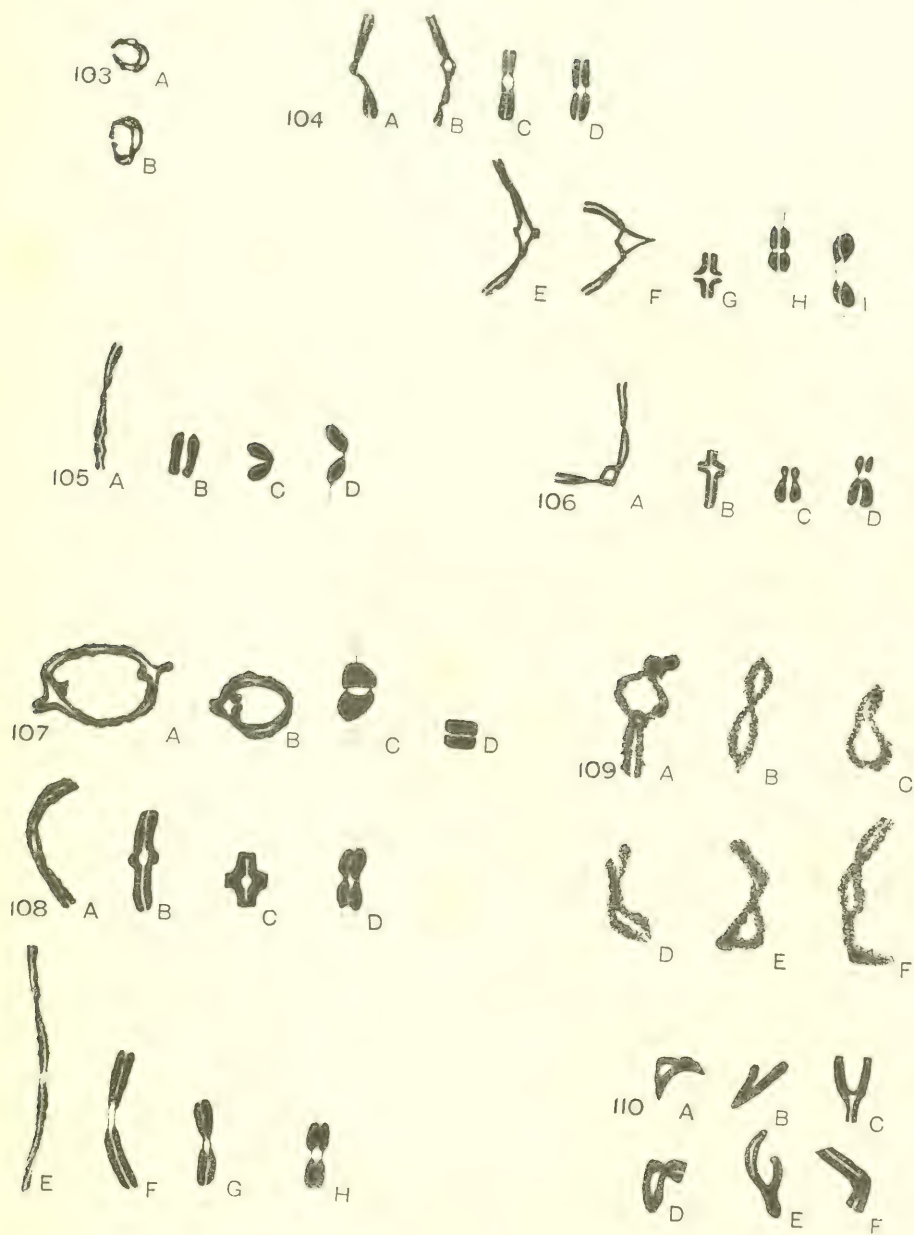 103 A
B
104 A B C D
E F G H I
105 A B C D
106 A B C D
107 A B C D
108 A B C D
E F G H
109 A B C
D E F
110 A B C
D E F